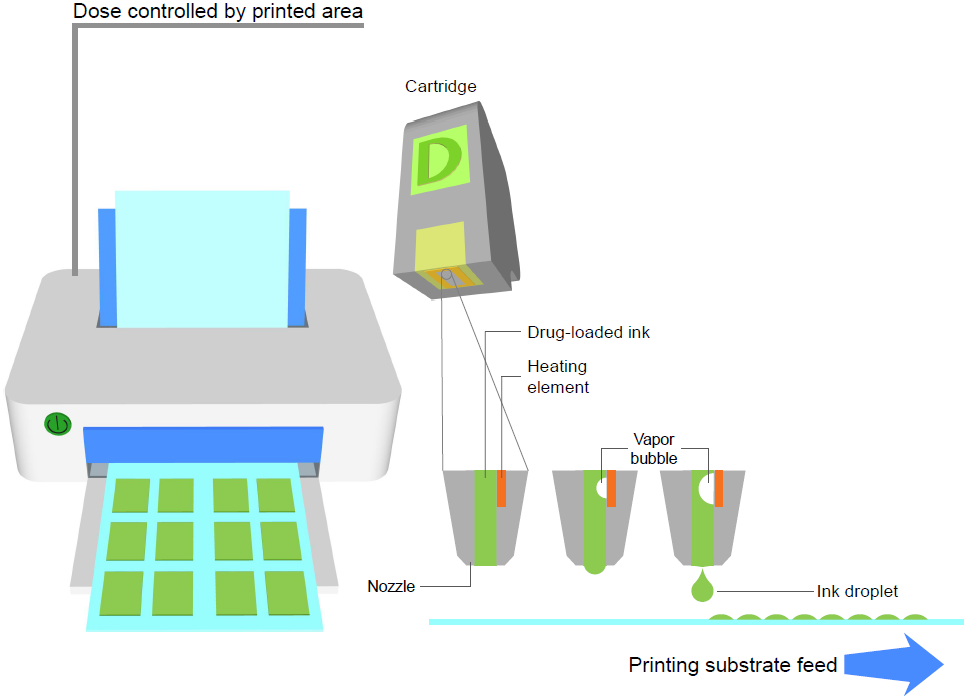 Dose controlled by printed area
Cartridge
D
Drug-loaded ink
Heating
element
Vapor
bubble
Nozzle
Ink droplet
Printing substrate feed